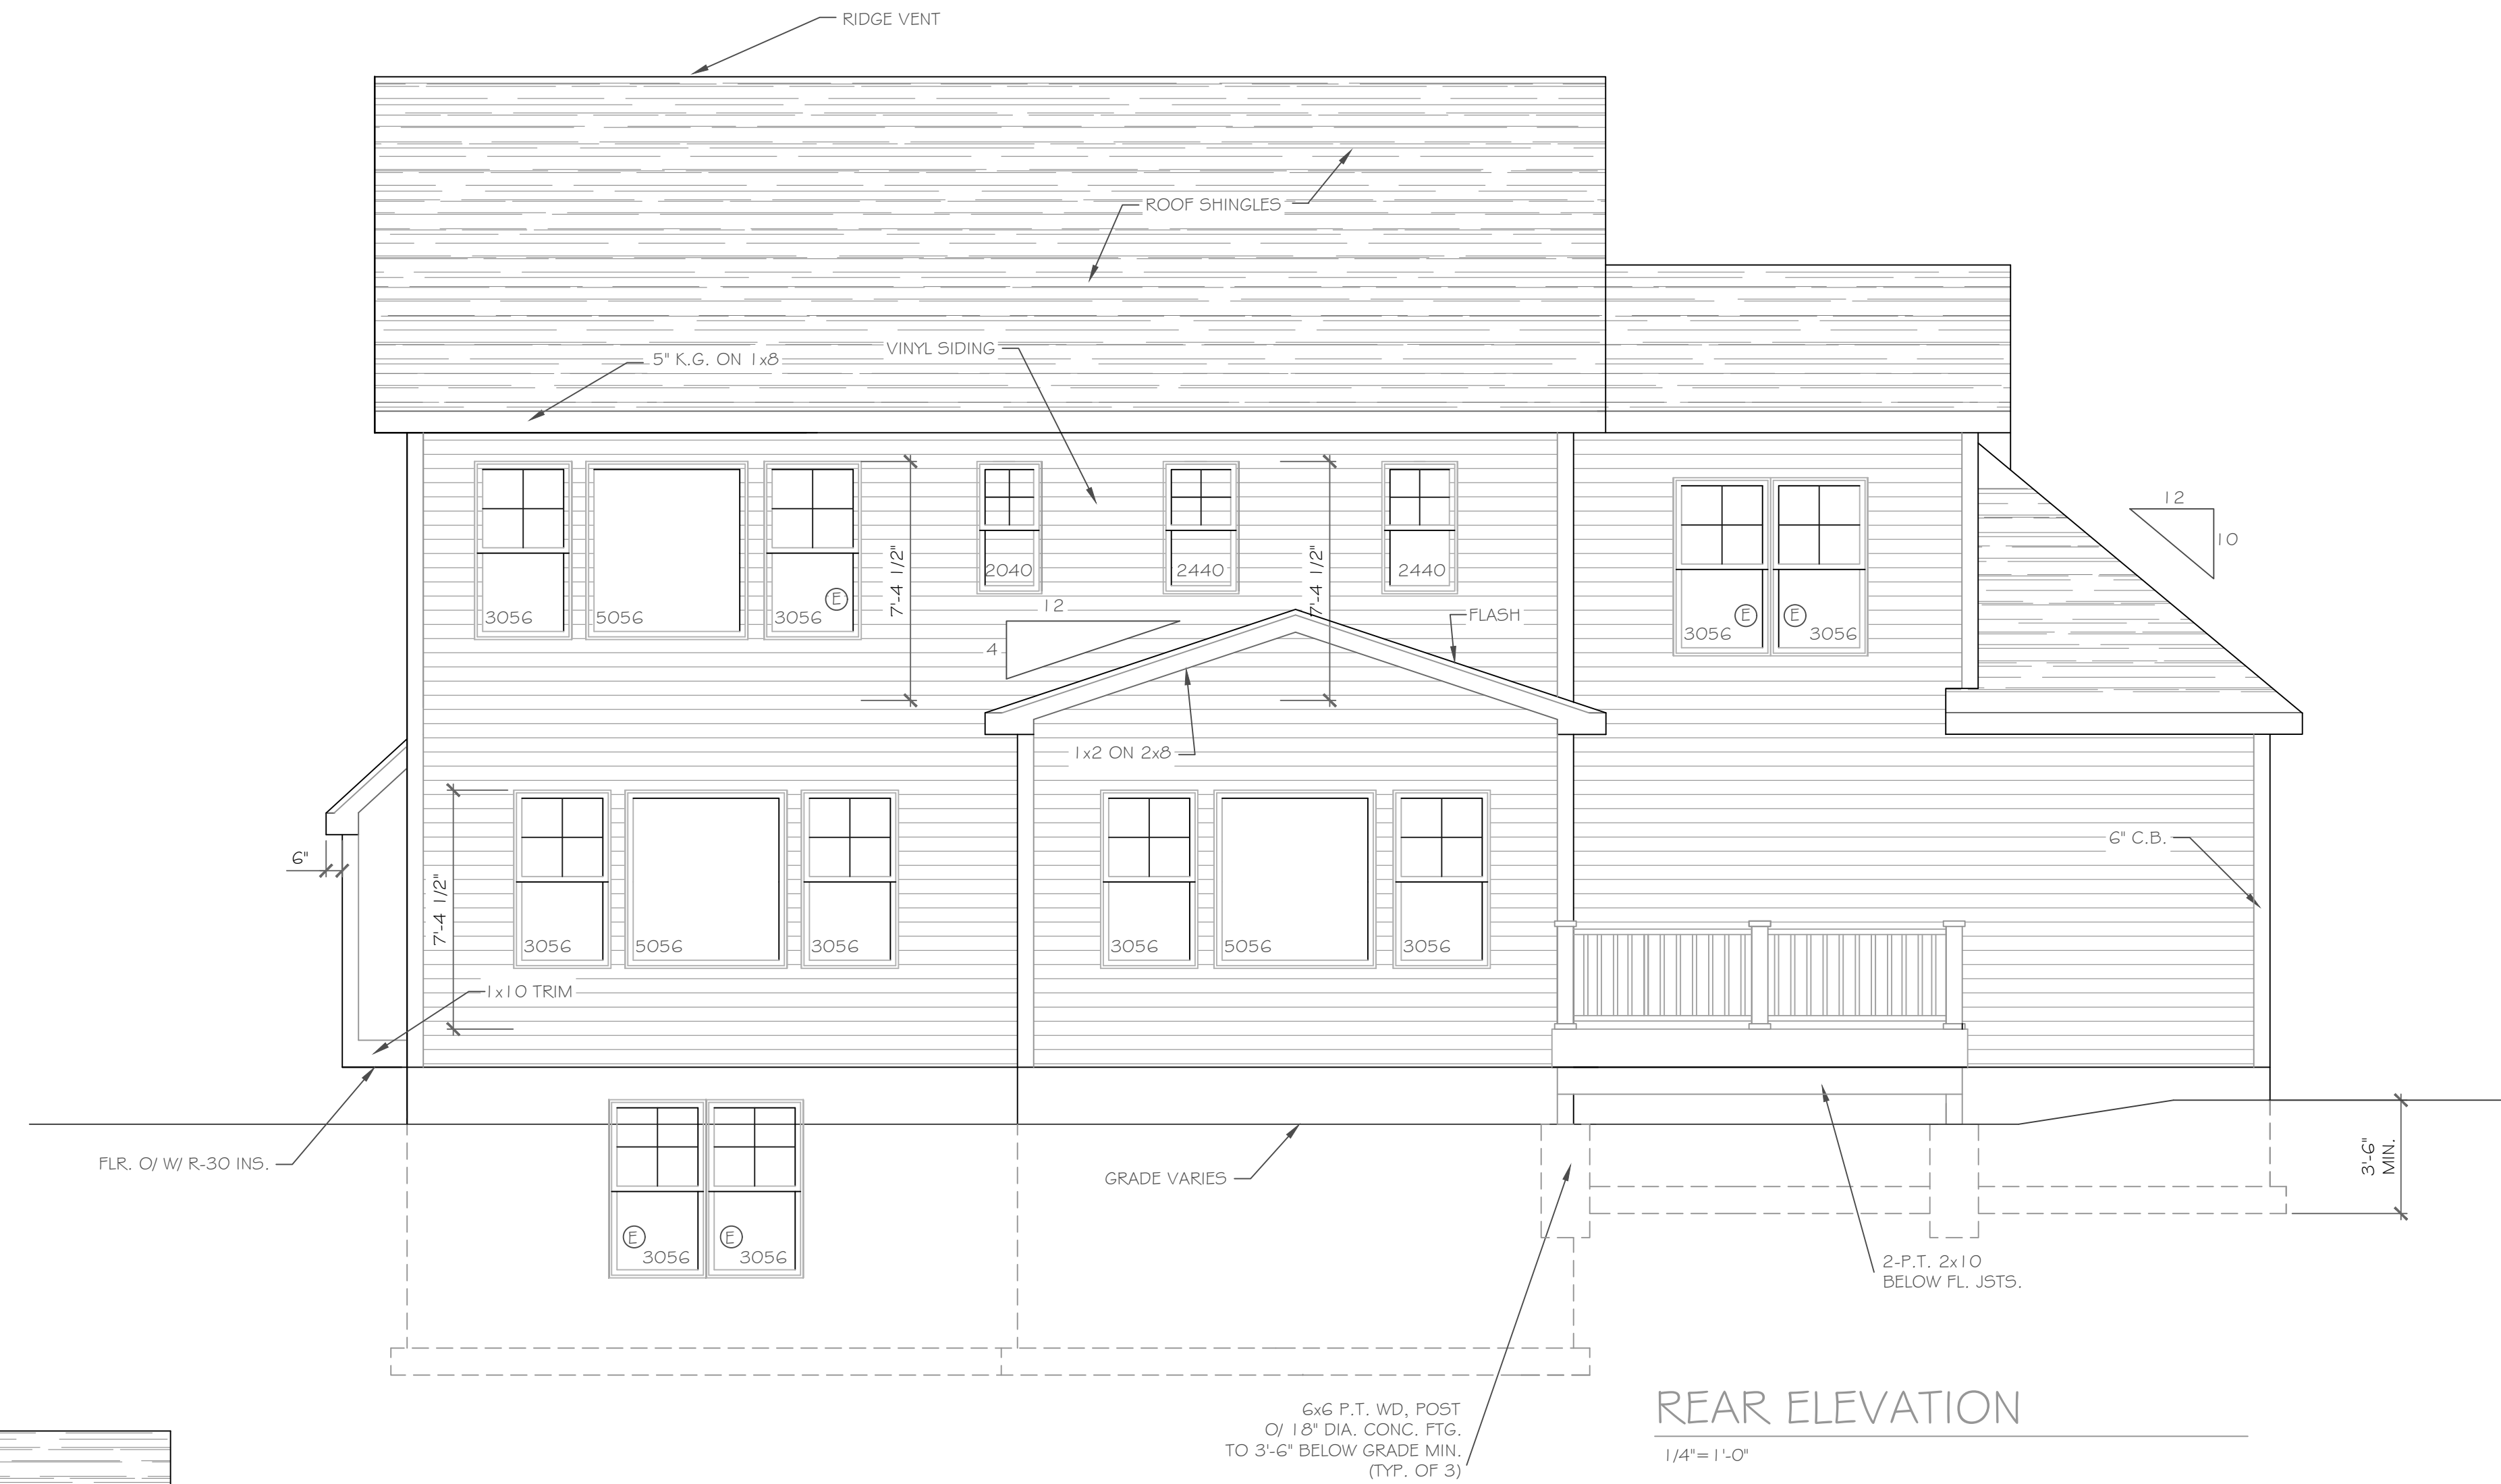 RIDGE VENT
ROOF SHINGLES
VINYL SIDING
5" K.G. ON 1x8
12
10
7'-4 1/2"
7'-4 1/2"
2040
2440
2440
3056
5056
3056
E
E
E
3056
3056
12
4
FLASH
1x2 ON 2x8
6" C.B.
6"
7'-4 1/2"
3056
5056
3056
3056
5056
3056
1x10 TRIM
FLR. O/ W/ R-30 INS.
GRADE VARIES
3'-6"
MIN.
E
3056
E
3056
2-P.T. 2x10
BELOW FL. JSTS.
6x6 P.T. WD, POST
O/ 18" DIA. CONC. FTG.
TO 3'-6" BELOW GRADE MIN.
(TYP. OF 3)
REAR ELEVATION
1/4"=1'-0"